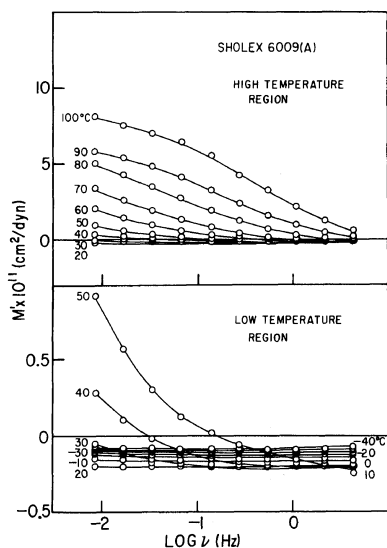 SHOLEX 6009(A)
HIGH TEMPERATURE
REGION
10
5
0
100°C
90
80
70
60
50
40
30
20
M'×10¹¹ (cm²/dyn)
LOW TEMPERATURE
REGION
0.5
0
-0.5
50
40
30
-30
-10
20
-40°C
-20
0
10
-2
-1
0
LOG ν (Hz)